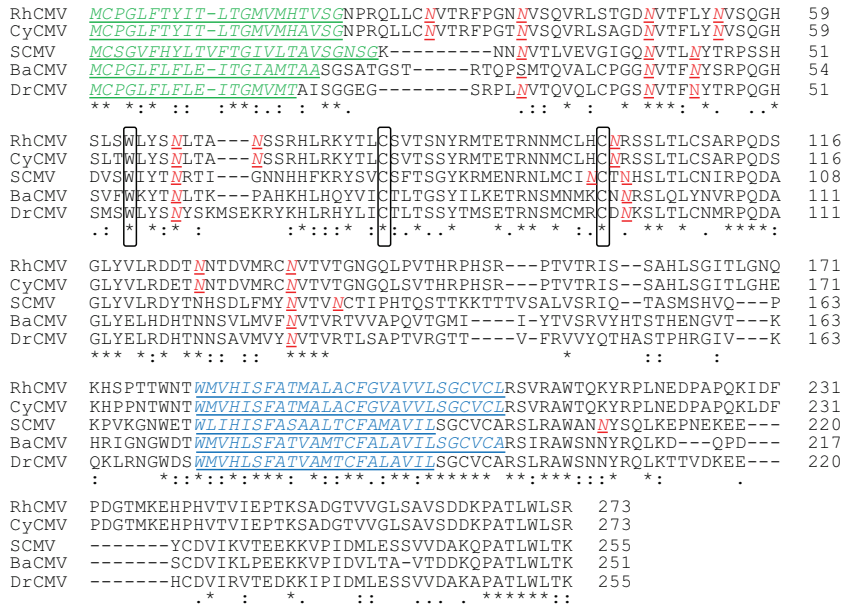 RhCMV MCPGLFTYIT-LTGMVMHTVSGNPRQLLCNVTRFPGNNVSQVRLSTGDNVTFLYNVSQGH 59
CyCMV MCPGLFTYIT-LTGMVMHAVSGNPRQLLCNVTRFPGNNVSQVRLSAGDNVTFLYNVSQGH 59
SCMV MCSGVFHYLTVFTGIVLTAVSGNSGK--------NNNVTLVEVGIGQNVTLNYTRPSSH 51
BaCMV MCPGLFLFLE-ITGIAMTAASGSATGST------RTQPSMTQVALCPGGNVTFNYSRPQGH 54
DrCMV MCPGLFLFLE-ITGMVMTAISGGEG---------SRPLNVTQVQLCPGSNVTFNYTRPQGH 51
** *:* :: :**:: * **. .:: : * *** * ..*
RhCMV SLSWLYSNLTA---NSSRHLRKYTLCSVTSNYRMTETRNNMCLHCNRSSLTLCSARPQDS 116
CyCMV SLTWLYSNLTA---NSSRHLRKYTLCSVTSSYRMTETRNNMCLHCNRSSLTLCSARPQDS 116
SCMV DVSWIYTNRTI---GNNHHFKRYSVCSFTSGYKRMENRNLMCINCTNHSLTLCNIRPQDA 108
BaCMV SVFWKYTNLTK---PAHKHLHQYVICTLTGSYILKETRNSMNMKCNNRSLQLYNVRPQDA 111
DrCMV SMSWLYSNYSKMSEKRYKHLRHYLICTLTSSYTMSETRNSMCMRCDNKSLTLCNMRPQDA 111
.: * *:* : :*:::* :*: *. * *.** * :.* . ** * . ****:
RhCMV GLYVLRDDTNNTDVMRCNVTVTGNGQLPVTHRPHSR---PTVTRIS--SAHLSGITLGNQ 171
CyCMV GLYVLRDETNNTDVMRCNVTVTGNGQLSVTHRPHSR---PTVTRIS--SAHLSGITLGHE 171
SCMV GLYVLRDYTNHSDLFMYNVTVNCTIPHTQSTTKKTTTVSALVSRIQ--TASMSHVQ---P 163
BaCMV GLYELHDHTNNSVLMVFNVTVRTVVAPQVTGMI----I-YTVSRVYHTSTHENGVT---K 163
DrCMV GLYELRDHTNNSAVMVYNVTVRTLSAPTVRGTT----V-FRVVYQTHASTPHRGIV---K 163
*** *:* **:: :: **** * :: :
RhCMV KHSPTTWNTWMVHISFATMALACFGVAVVLSGCVCLRSVRAWTQKYRPLNEDPAPQKIDF 231
CyCMV KHPPNTWNTWMVHISFATMALACFGVAVVLSGCVCLRSVRAWTQKYRPLNEDPAPQKLDF 231
SCMV KPVKGNWETWLIHISFASAALTCFAMAVILSGCVCARSLRAWANNYSQLKEPNEKEE--- 220
BaCMV HRIGNGWDTWMVHLSFATVAMTCFALAVILSGCVCARSIRAWSNNYRQLKD---QPD--- 217
DrCMV QKLRNGWDSWMVHLSFATVAMTCFALAVILSGCVCARSLRAWSNNYRQLKTTVDKEE--- 220
: *::*::*:***: *::**.:**:****** **:***:::* *: .
RhCMV PDGTMKEHPHVTVIEPTKSADGTVVGLSAVSDDKPATLWLSR 273
CyCMV PDGTMKEHPHVTVIEPTKSADGTVVGLSAVSDDKPATLWLSR 273
SCMV -------YCDVIKVTEEKKVPIDMLESSVVDAKQPATLWLTK 255
BaCMV -------SCDVIKLPEEKKVPIDVLTA-VTDDKQPATLWLTK 251
DrCMV -------HCDVIRVTEDKKIPIDMLESSVVDAKAPATLWLTK 255
.* : *. :: ... . ******::